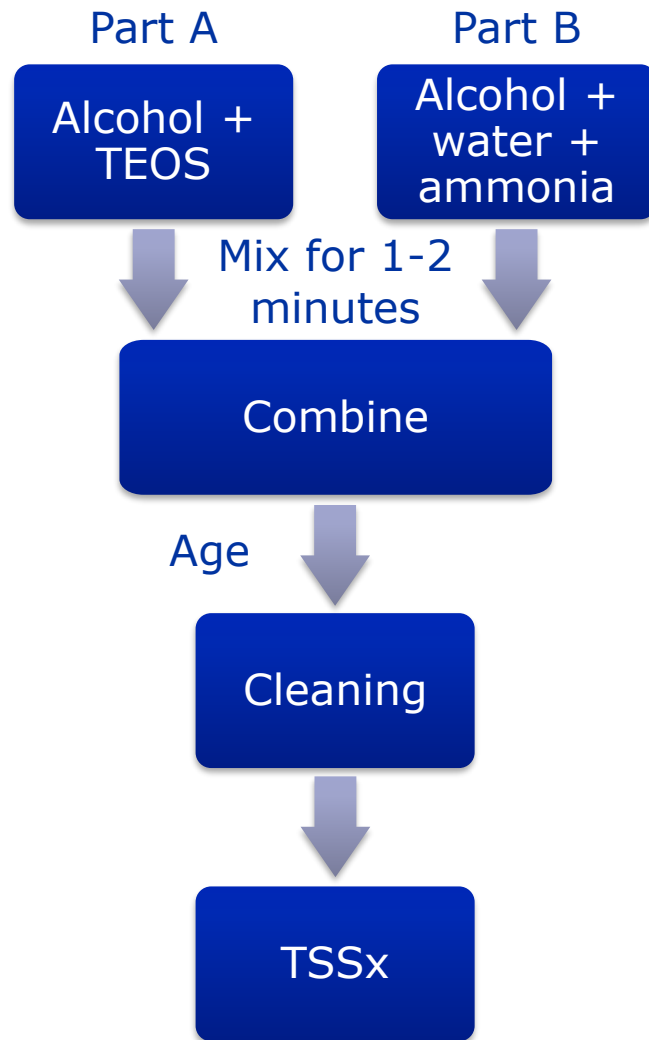 Part A
Part B
Alcohol +
TEOS
Alcohol +
water +
ammonia
Mix for 1-2
minutes
Combine
Age
Cleaning
TSSx